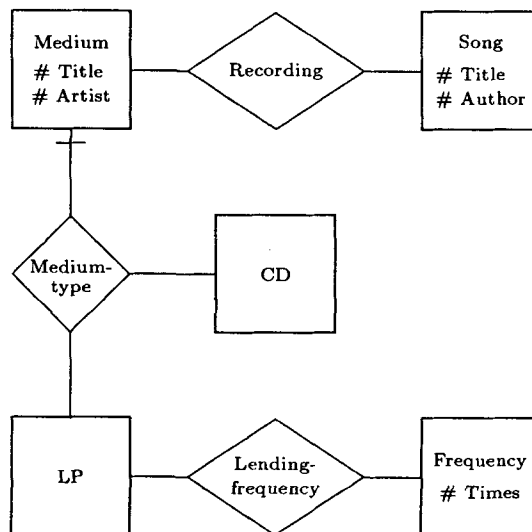 Medium
# Title
# Artist
Recording
Song
# Title
# Author
Medium-
type
CD
LP
Lending-
frequency
Frequency
# Times